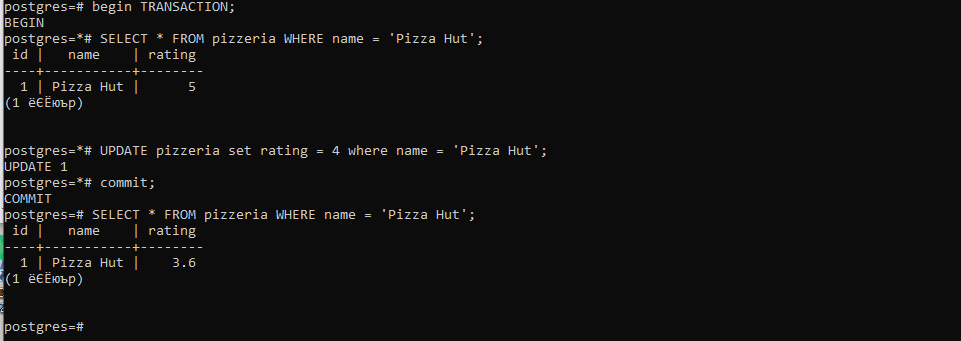 postgres=# begin TRANSACTION;
BEGIN
postgres=*# SELECT * FROM pizzeria WHERE name = 'Pizza Hut';
 id |   name    | rating
----+-----------+--------
  1 | Pizza Hut |      5
(1 ёЄЁюър)
postgres=*# UPDATE pizzeria set rating = 4 where name = 'Pizza Hut';
UPDATE 1
postgres=*# commit;
COMMIT
postgres=# SELECT * FROM pizzeria WHERE name = 'Pizza Hut';
 id |   name    | rating
----+-----------+--------
  1 | Pizza Hut |    3.6
(1 ёЄЁюър)
postgres=#